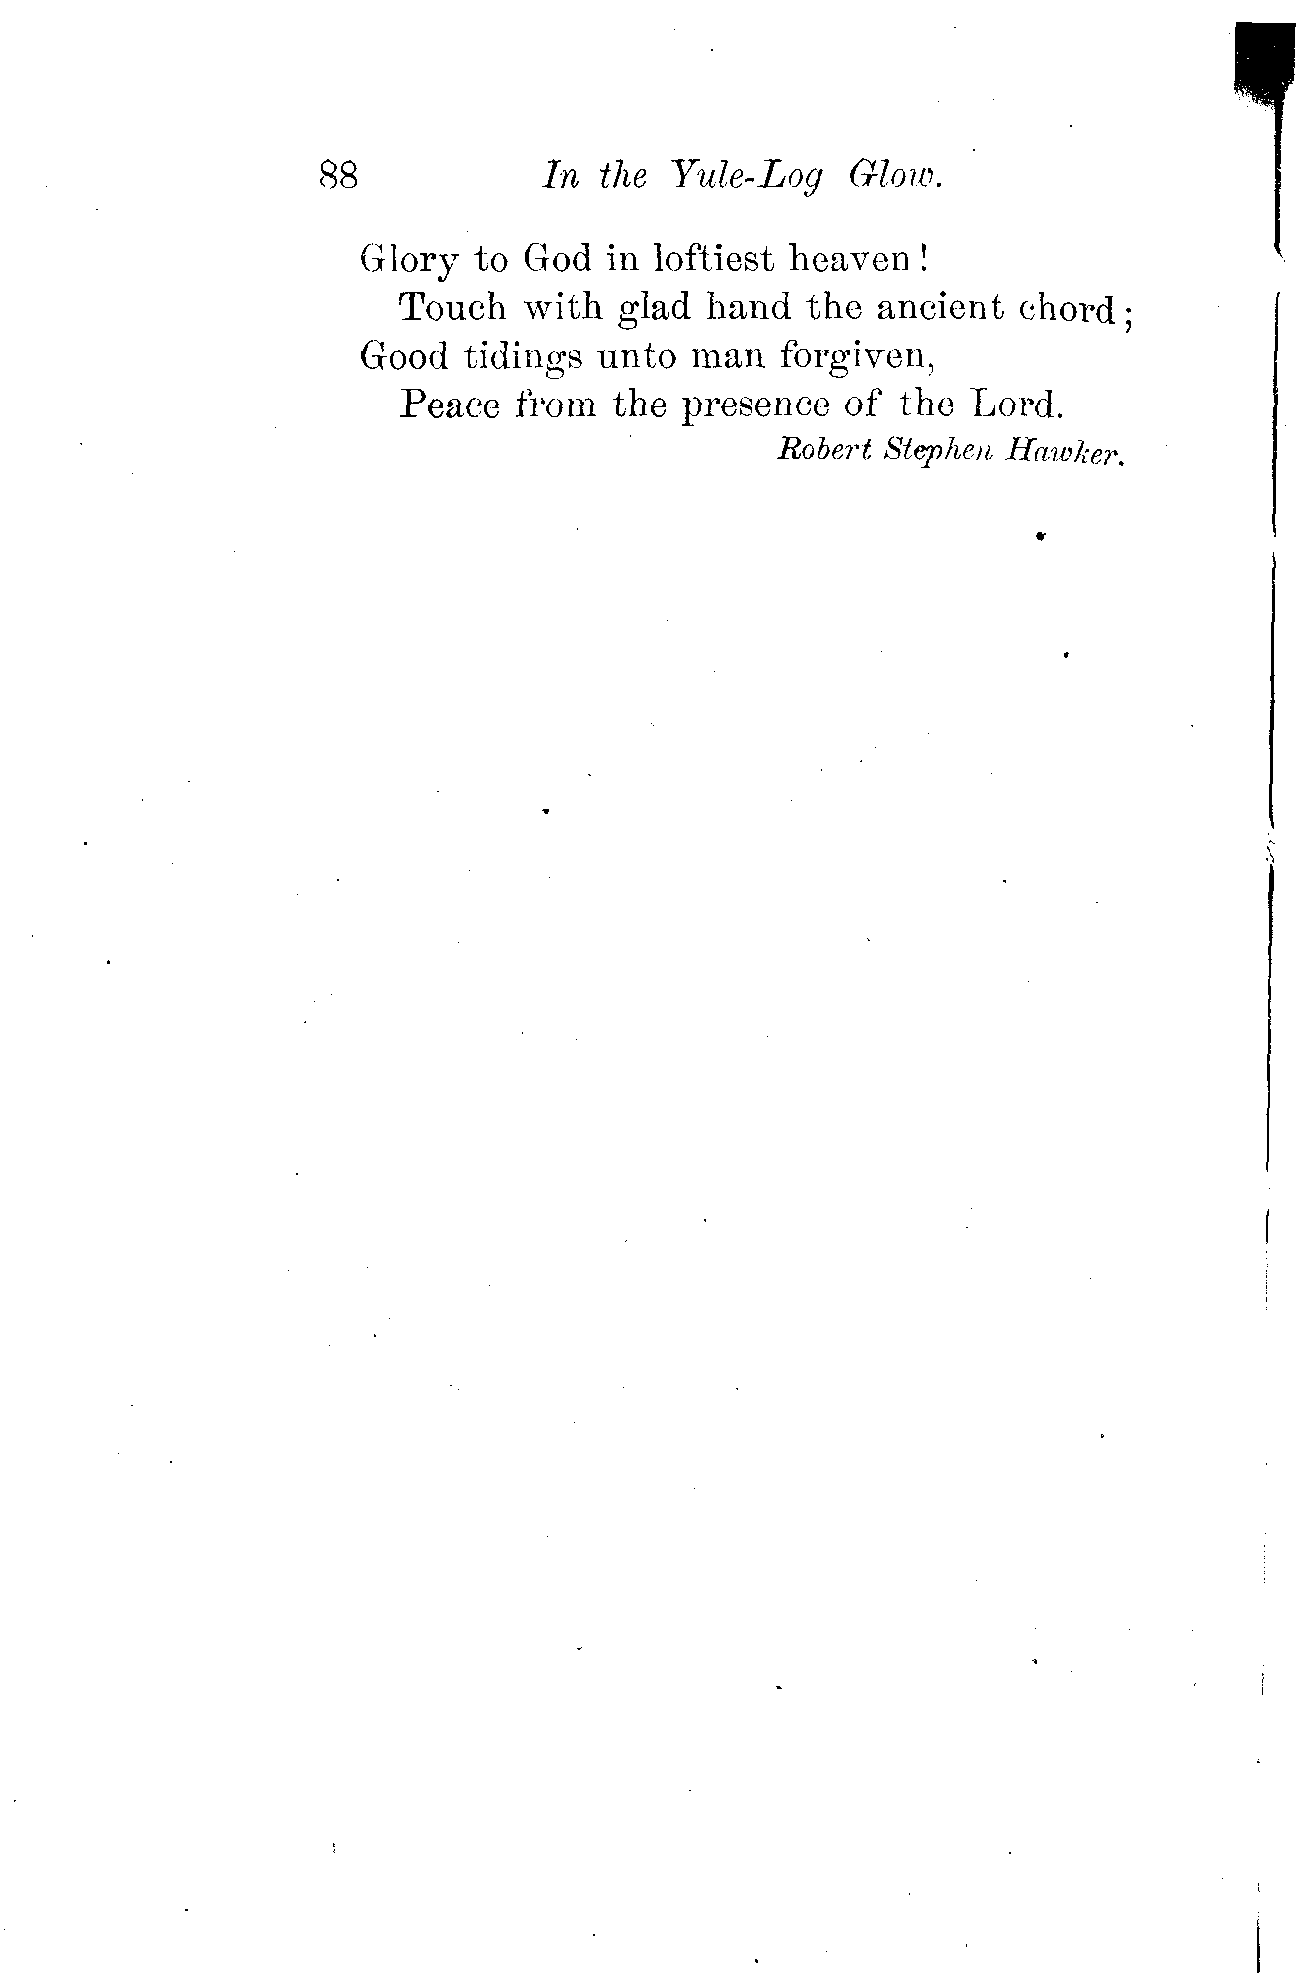 88 In the Yule-Log Glow.
Glory to God in loftiest heaven!
Touch with glad hand the ancient chord;
Good tidings unto man forgiven,
Peace from the presence of the Lord.
Robert Stephen Hawker.